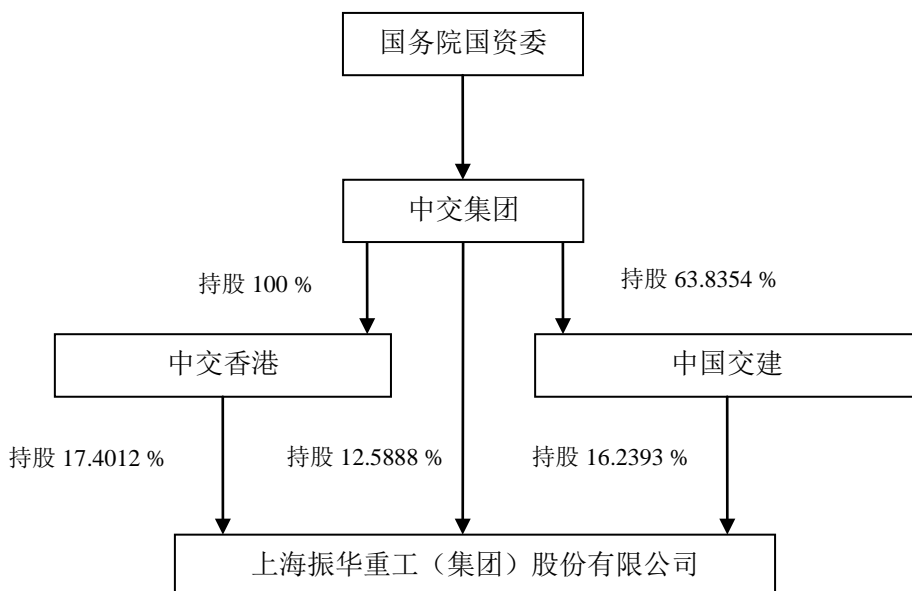 国务院国资委
中交集团
持股 100 %
持股 63.8354 %
中交香港
中国交建
持股 17.4012 %
持股 12.5888 %
持股 16.2393 %
上海振华重工（集团）股份有限公司